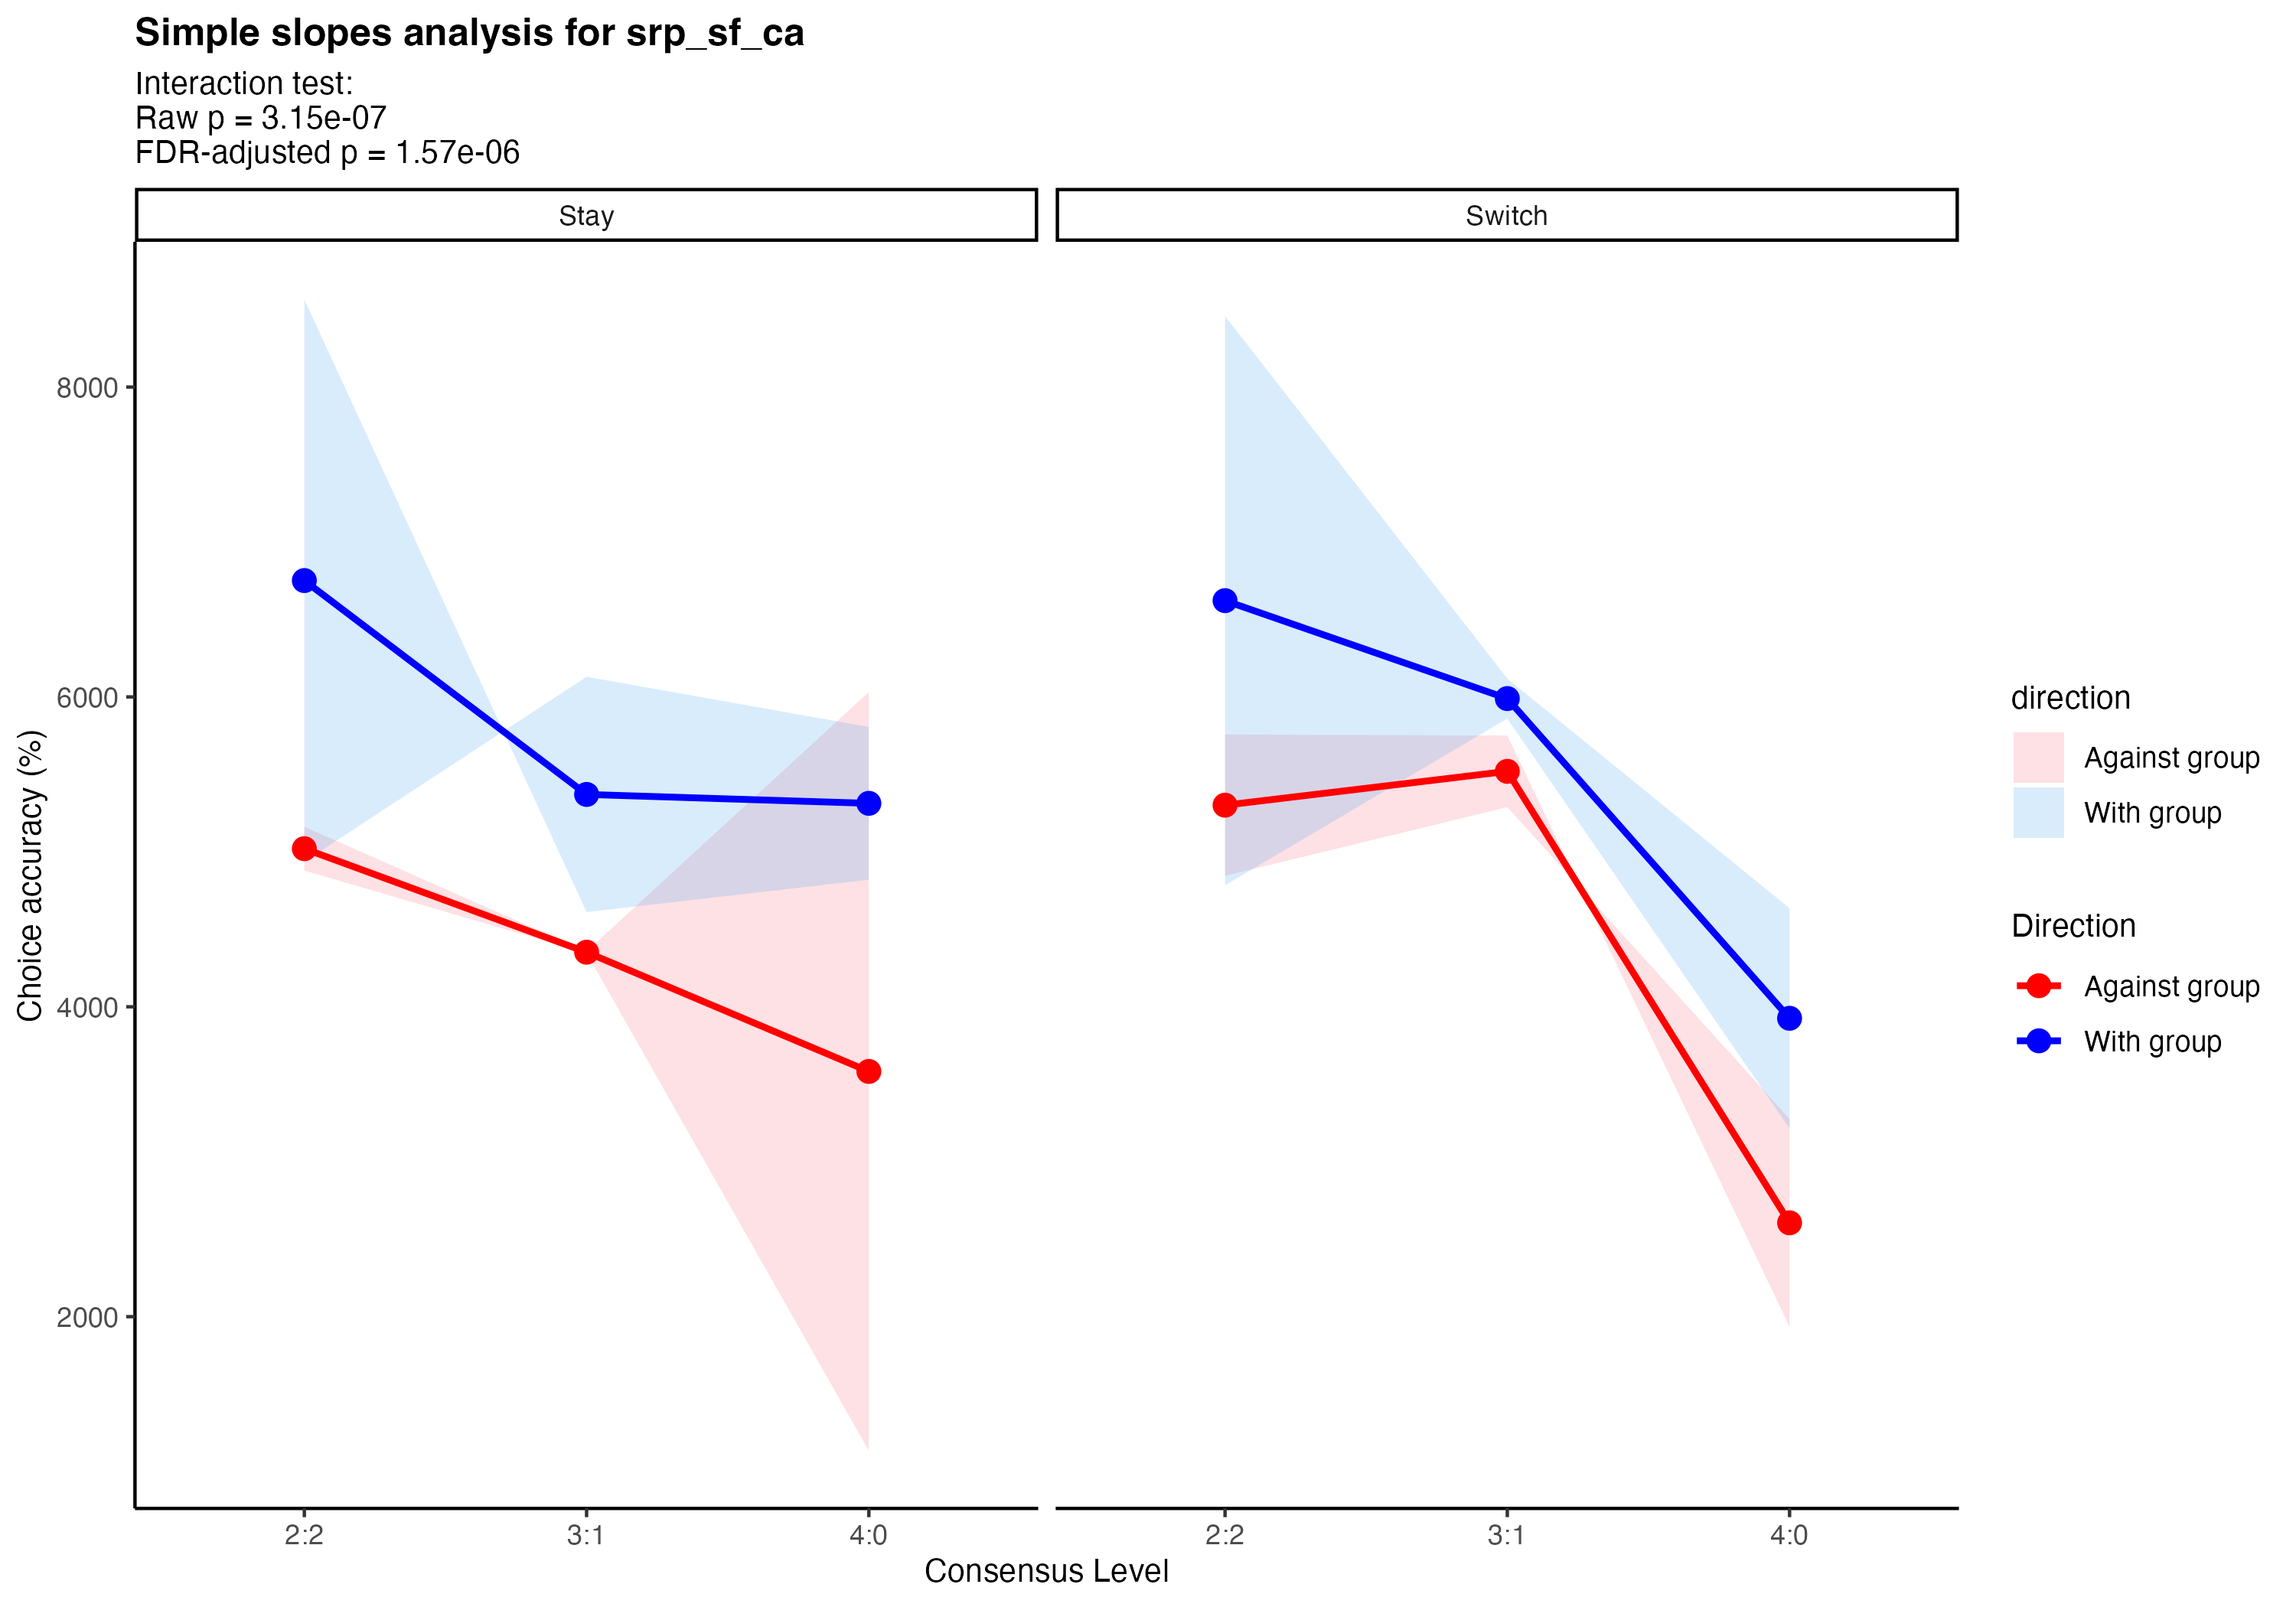 Simple slopes analysis for srp_sf_ca
Interaction test:
Raw p = 3.15e-07
FDR-adjusted p = 1.57e-06
Stay
Switch
Choice accuracy (%)
8000
6000
4000
2000
2:2
3:1
4:0
2:2
3:1
4:0
Consensus Level
direction
Against group
With group
Direction
Against group
With group